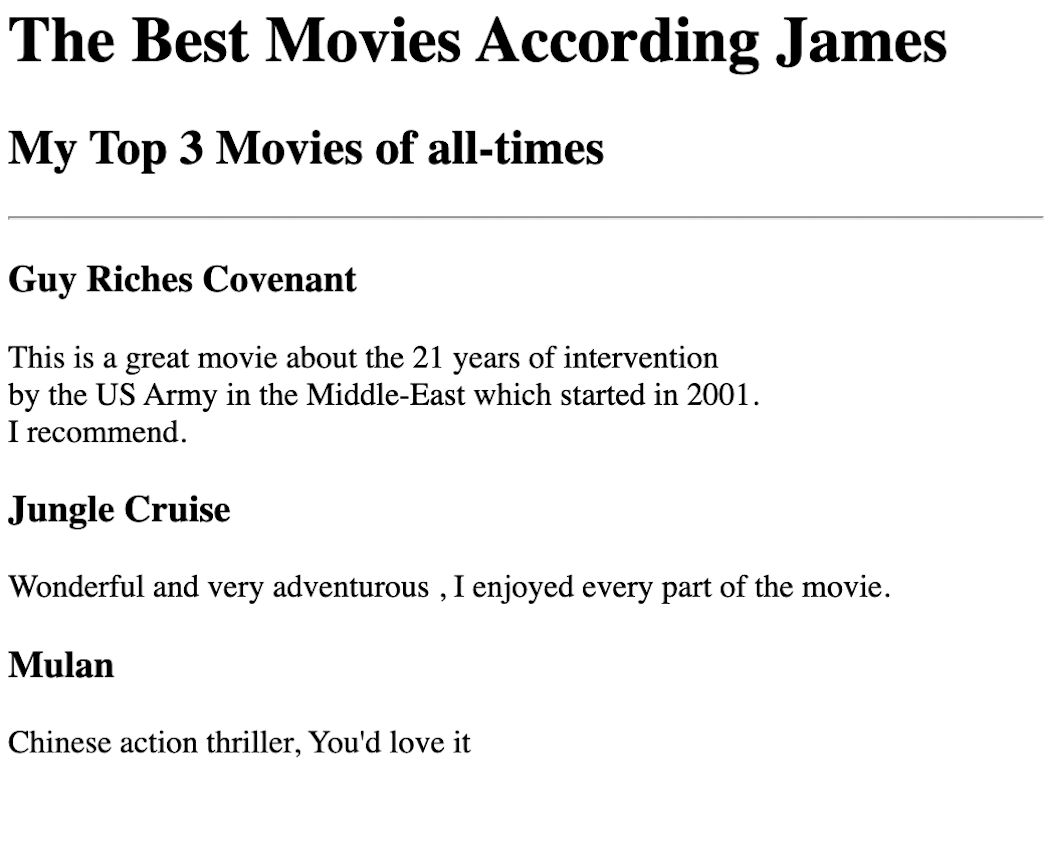 The Best Movies According James
My Top 3 Movies of all-times
Guy Riches Covenant
This is a great movie about the 21 years of intervention
by the US Army in the Middle-East which started in 2001.
I recommend.
Jungle Cruise
Wonderful and very adventurous , I enjoyed every part of the movie.
Mulan
Chinese action thriller, You'd love it